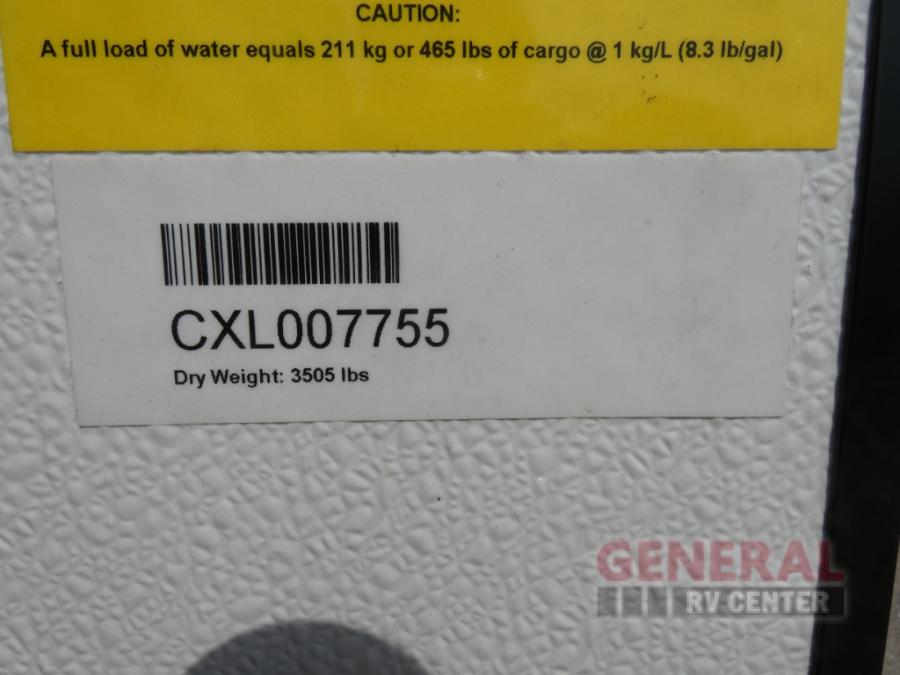 CAUTION:
A full load of water equals 211 kg or 465 lbs of cargo @ 1 kg/L (8.3 lb/gal)
CXL007755
Dry Weight: 3505 lbs
GENERAL
RV CENTER